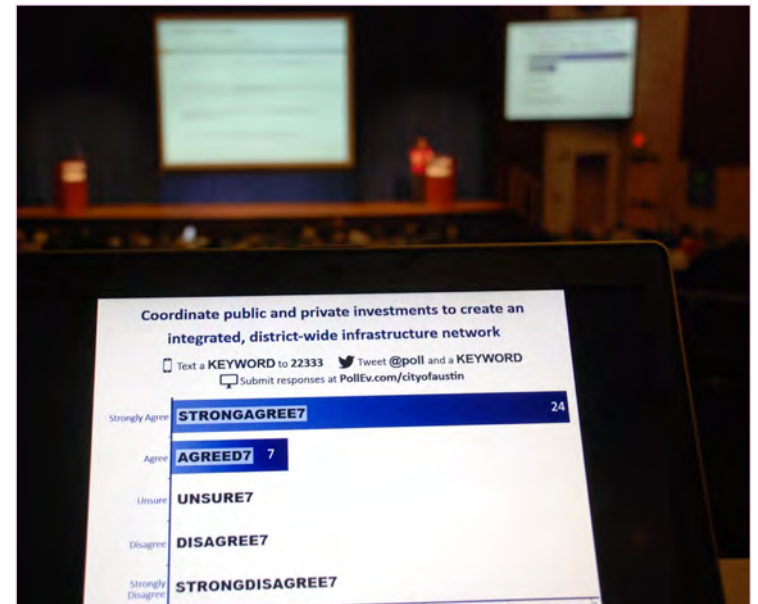 Coordinate public and private investments to create an
integrated, district-wide infrastructure network
Text a KEYWORD to 22333 Tweet @poll and a KEYWORD
Submit responses at PollEv.com/cityofaustin
Strongly Agree STRONGAGREE7 24
Agree AGREED7 7
Unsure UNSURE7
Disagree DISAGREE7
Strongly
Disagree STRONGDISAGREE7